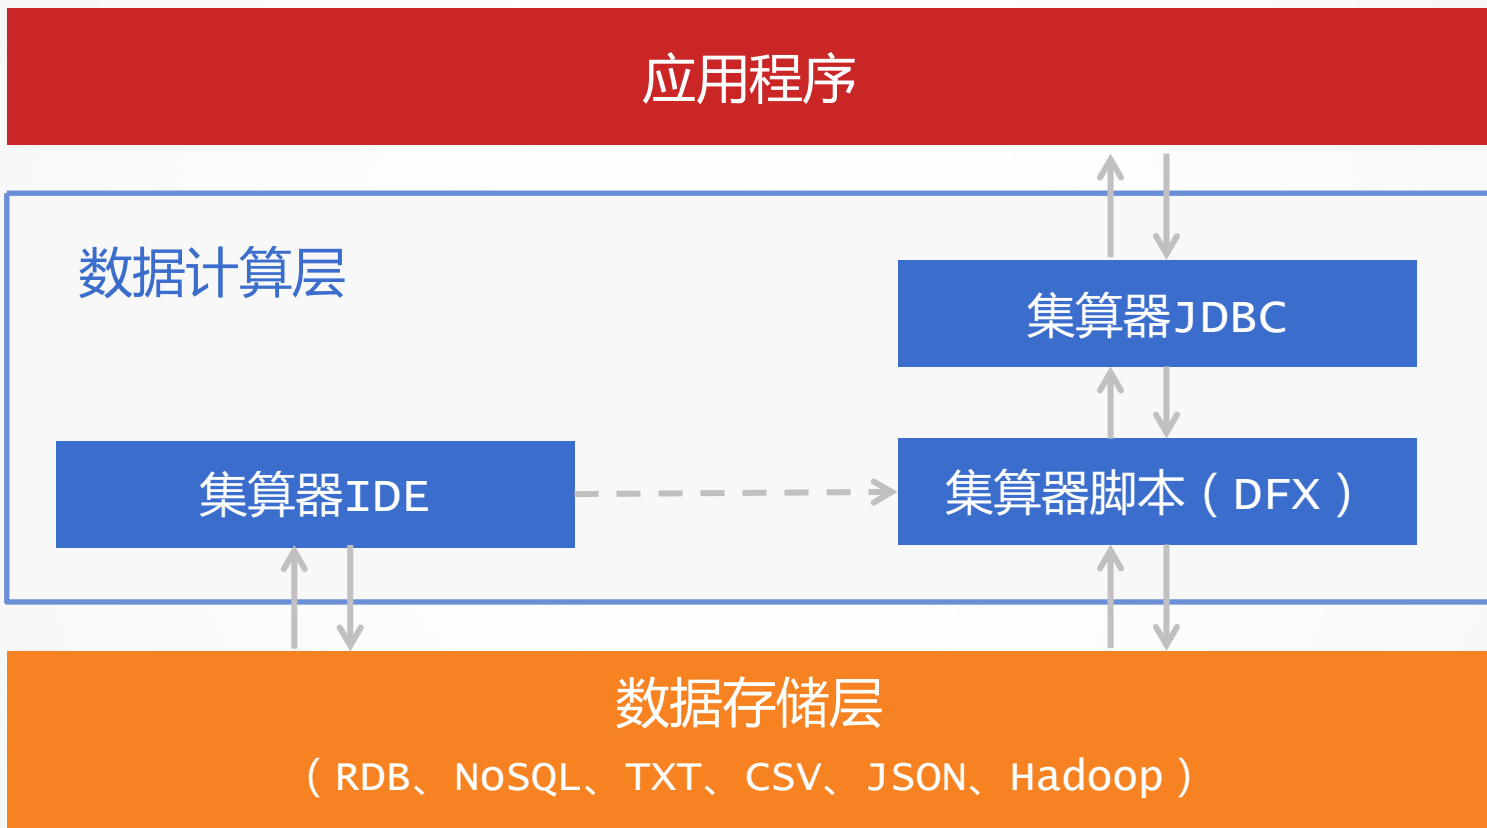 应用程序
数据计算层
集算器JDBC
集算器IDE
集算器脚本（DFX）
数据存储层
（RDB、NoSQL、TXT、CSV、JSON、Hadoop）